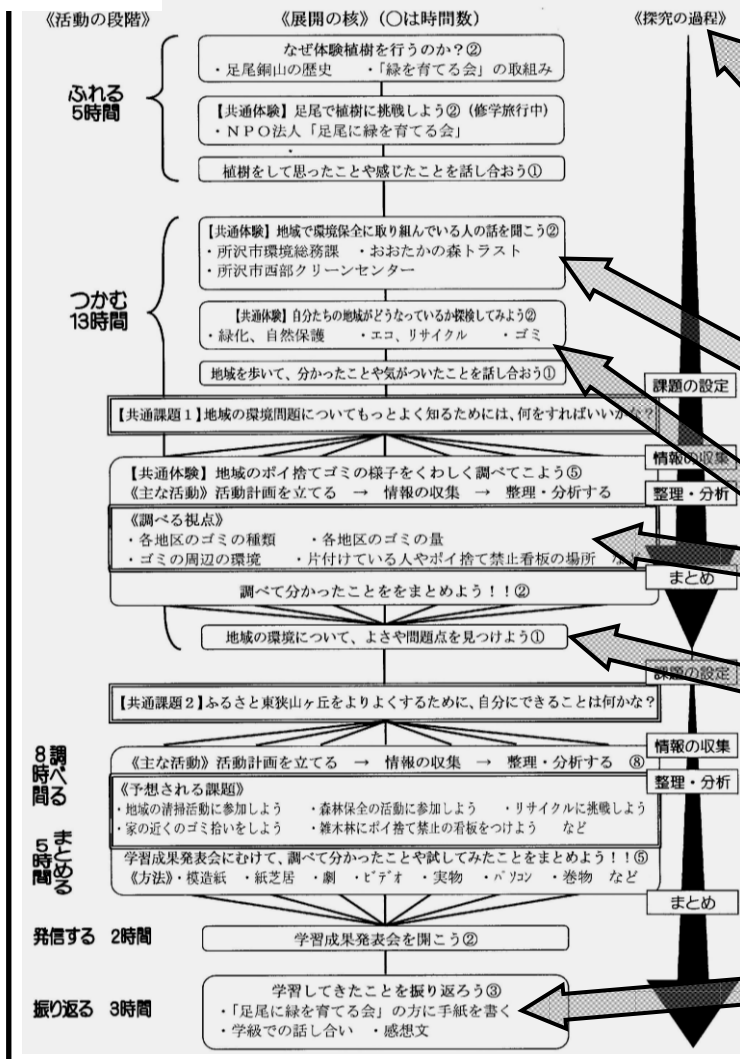 《活動の段階》
《展開の核》(〇は時間数)
《探究の過程》
ふれる
5時間
なぜ体験植樹を行うのか？②
・足尾銅山の歴史 ・「緑を育てる会」の取組み
【共通体験】足尾で植樹に挑戦しよう②(修学旅行中)
・ＮＰＯ法人「足尾に緑を育てる会」
植樹をして思ったことや感じたことを話し合おう①
つかむ
13時間
【共通体験】地域で環境保全に取り組んでいる人の話を聞こう②
・所沢市環境総務課 ・おおたかの森トラスト
・所沢市西部クリーンセンター
【共通体験】自分たちの地域がどうなっているか探検してみよう②
・緑化、自然保護 ・エコ、リサイクル ・ゴミ
地域を歩いて、分かったことや気がついたことを話し合おう①
課題の設定
【共通課題１】地域の環境問題についてもっとよく知るためには、何をすればいいかな？
情報の収集
【共通体験】地域のポイ捨てゴミの様子をくわしく調べてこよう⑤
《主な活動》活動計画を立てる → 情報の収集 → 整理・分析する
整理・分析
《調べる視点》
・各地区のゴミの種類 ・各地区のゴミの量
・ゴミの周辺の環境 ・片付けている人やポイ捨て禁止看板の場所 な
まとめ
調べて分かったことををまとめよう！！②
地域の環境について、よさや問題点を見つけよう①
課題の設定
【共通課題２】ふるさと東狭山ヶ丘をよりよくするために、自分にできることは何かな？
調べる
8時間
情報の収集
《主な活動》活動計画を立てる → 情報の収集 → 整理・分析する ⑧
整理・分析
《予想される課題》
・地域の清掃活動に参加しよう ・森林保全の活動に参加しよう ・リサイクルに挑戦しよう
・家の近くのゴミ拾いをしよう ・雑木林にポイ捨て禁止の看板をつけよう など
まとめる
5時間
学習成果発表会にむけて、調べて分かったことや試してみたことをまとめよう！！⑤
《方法》・模造紙 ・紙芝居 ・劇 ・ビデオ ・実物 ・パソコン ・巻物 など
まとめ
発信する 2時間
学習成果発表会を開こう②
振り返る 3時間
学習してきたことを振り返ろう③
・「足尾に緑を育てる会」の方に手紙を書く
・学級での話し合い ・感想文